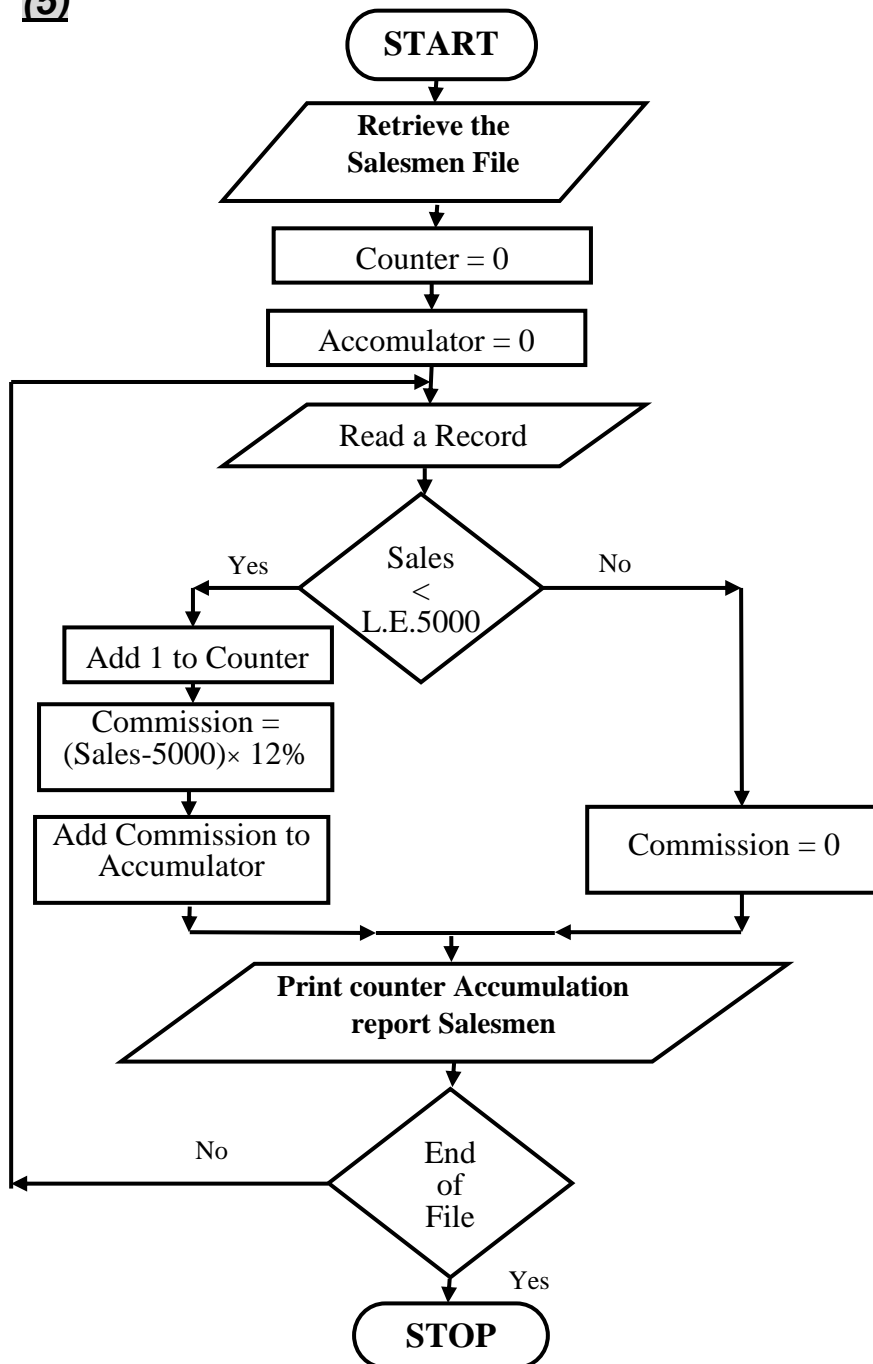 (5)
START
Retrieve the
Salesmen File
Counter = 0
Accomulator = 0
Read a Record
Sales
<
L.E.5000
Yes
No
Add 1 to Counter
Commission =
(Sales-5000)× 12%
Add Commission to
Accumulator
Commission = 0
Print counter Accumulation
report Salesmen
End
of
File
No
Yes
STOP